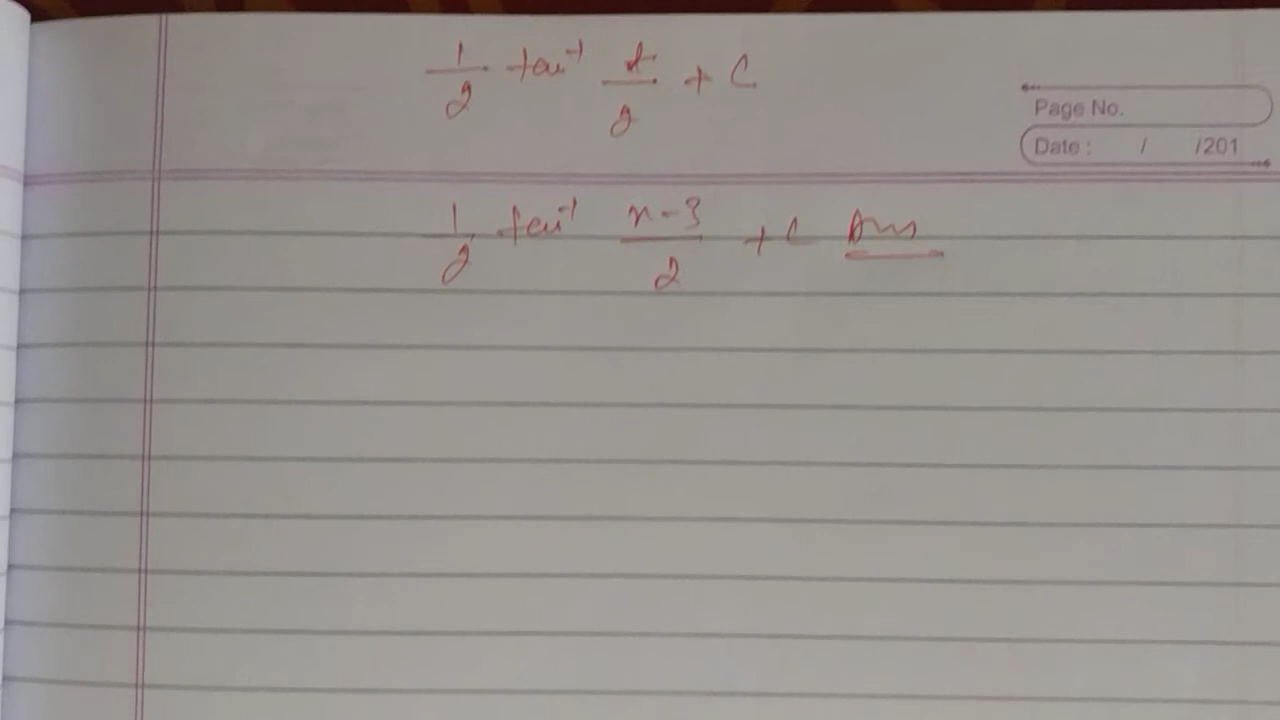 1/2 tan⁻¹ t/2 + C
Page No.
Date : / /201
1/2 tan⁻¹ x-3/2 + C Ans